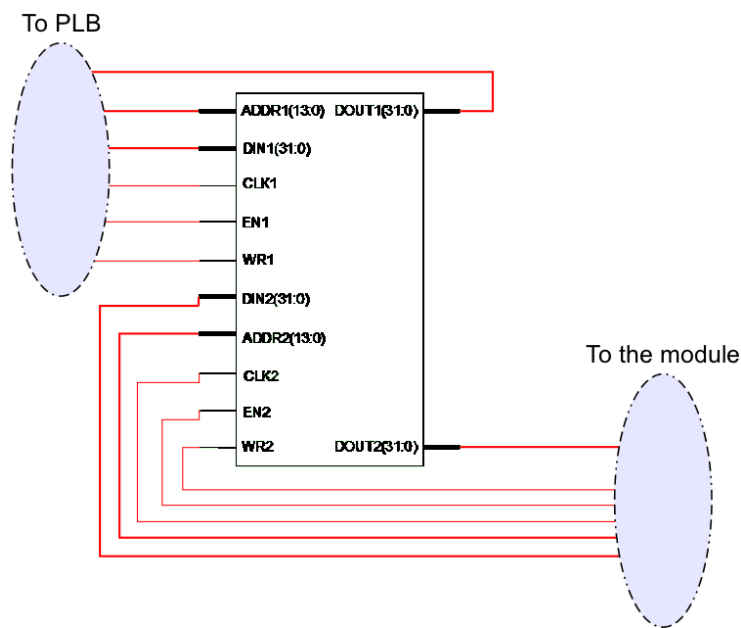 To PLB
ADDR1(13:0) DOUT1(31:0)
DIN1(31:0)
CLK1
EN1
WR1
DIN2(31:0)
ADDR2(13:0)
CLK2
EN2
WR2 DOUT2(31:0)
To the module